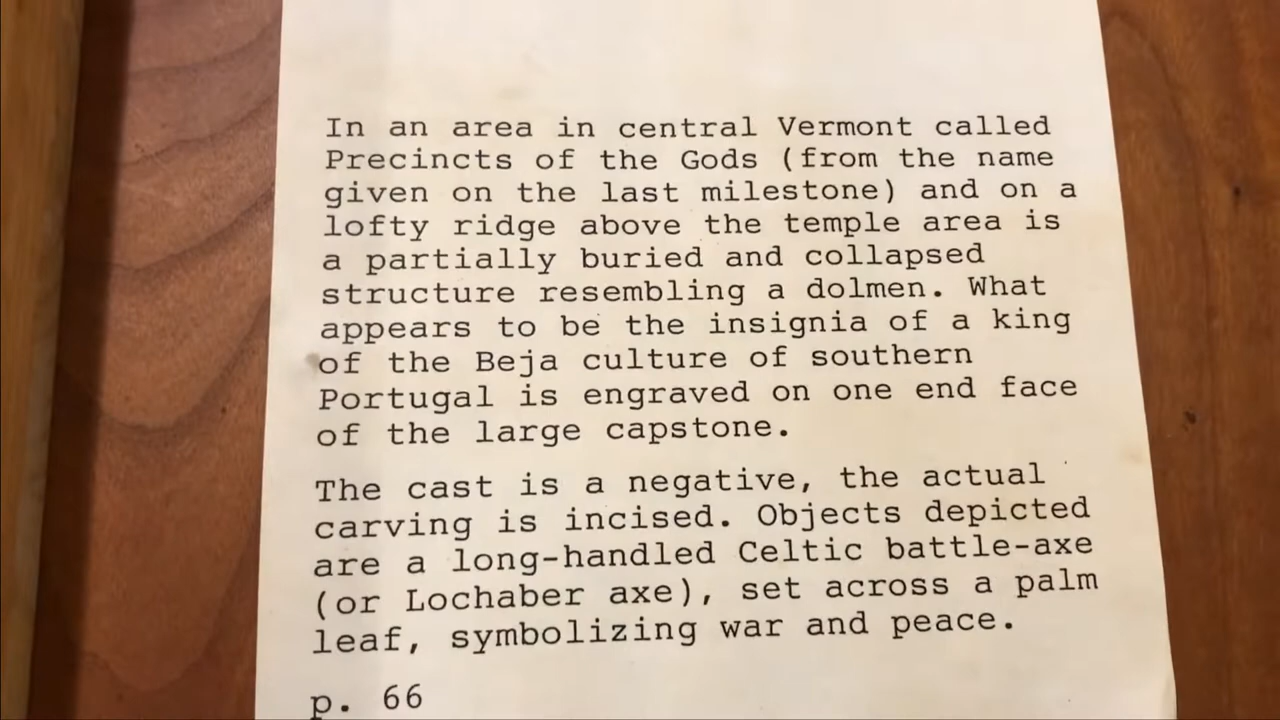 In an area in central Vermont called
Precincts of the Gods (from the name
given on the last milestone) and on a
lofty ridge above the temple area is
a partially buried and collapsed
structure resembling a dolmen. What
appears to be the insignia of a king
of the Beja culture of southern
Portugal is engraved on one end face
of the large capstone.
The cast is a negative, the actual
carving is incised. Objects depicted
are a long-handled Celtic battle-axe
(or Lochaber axe), set across a palm
leaf, symbolizing war and peace.
p. 66